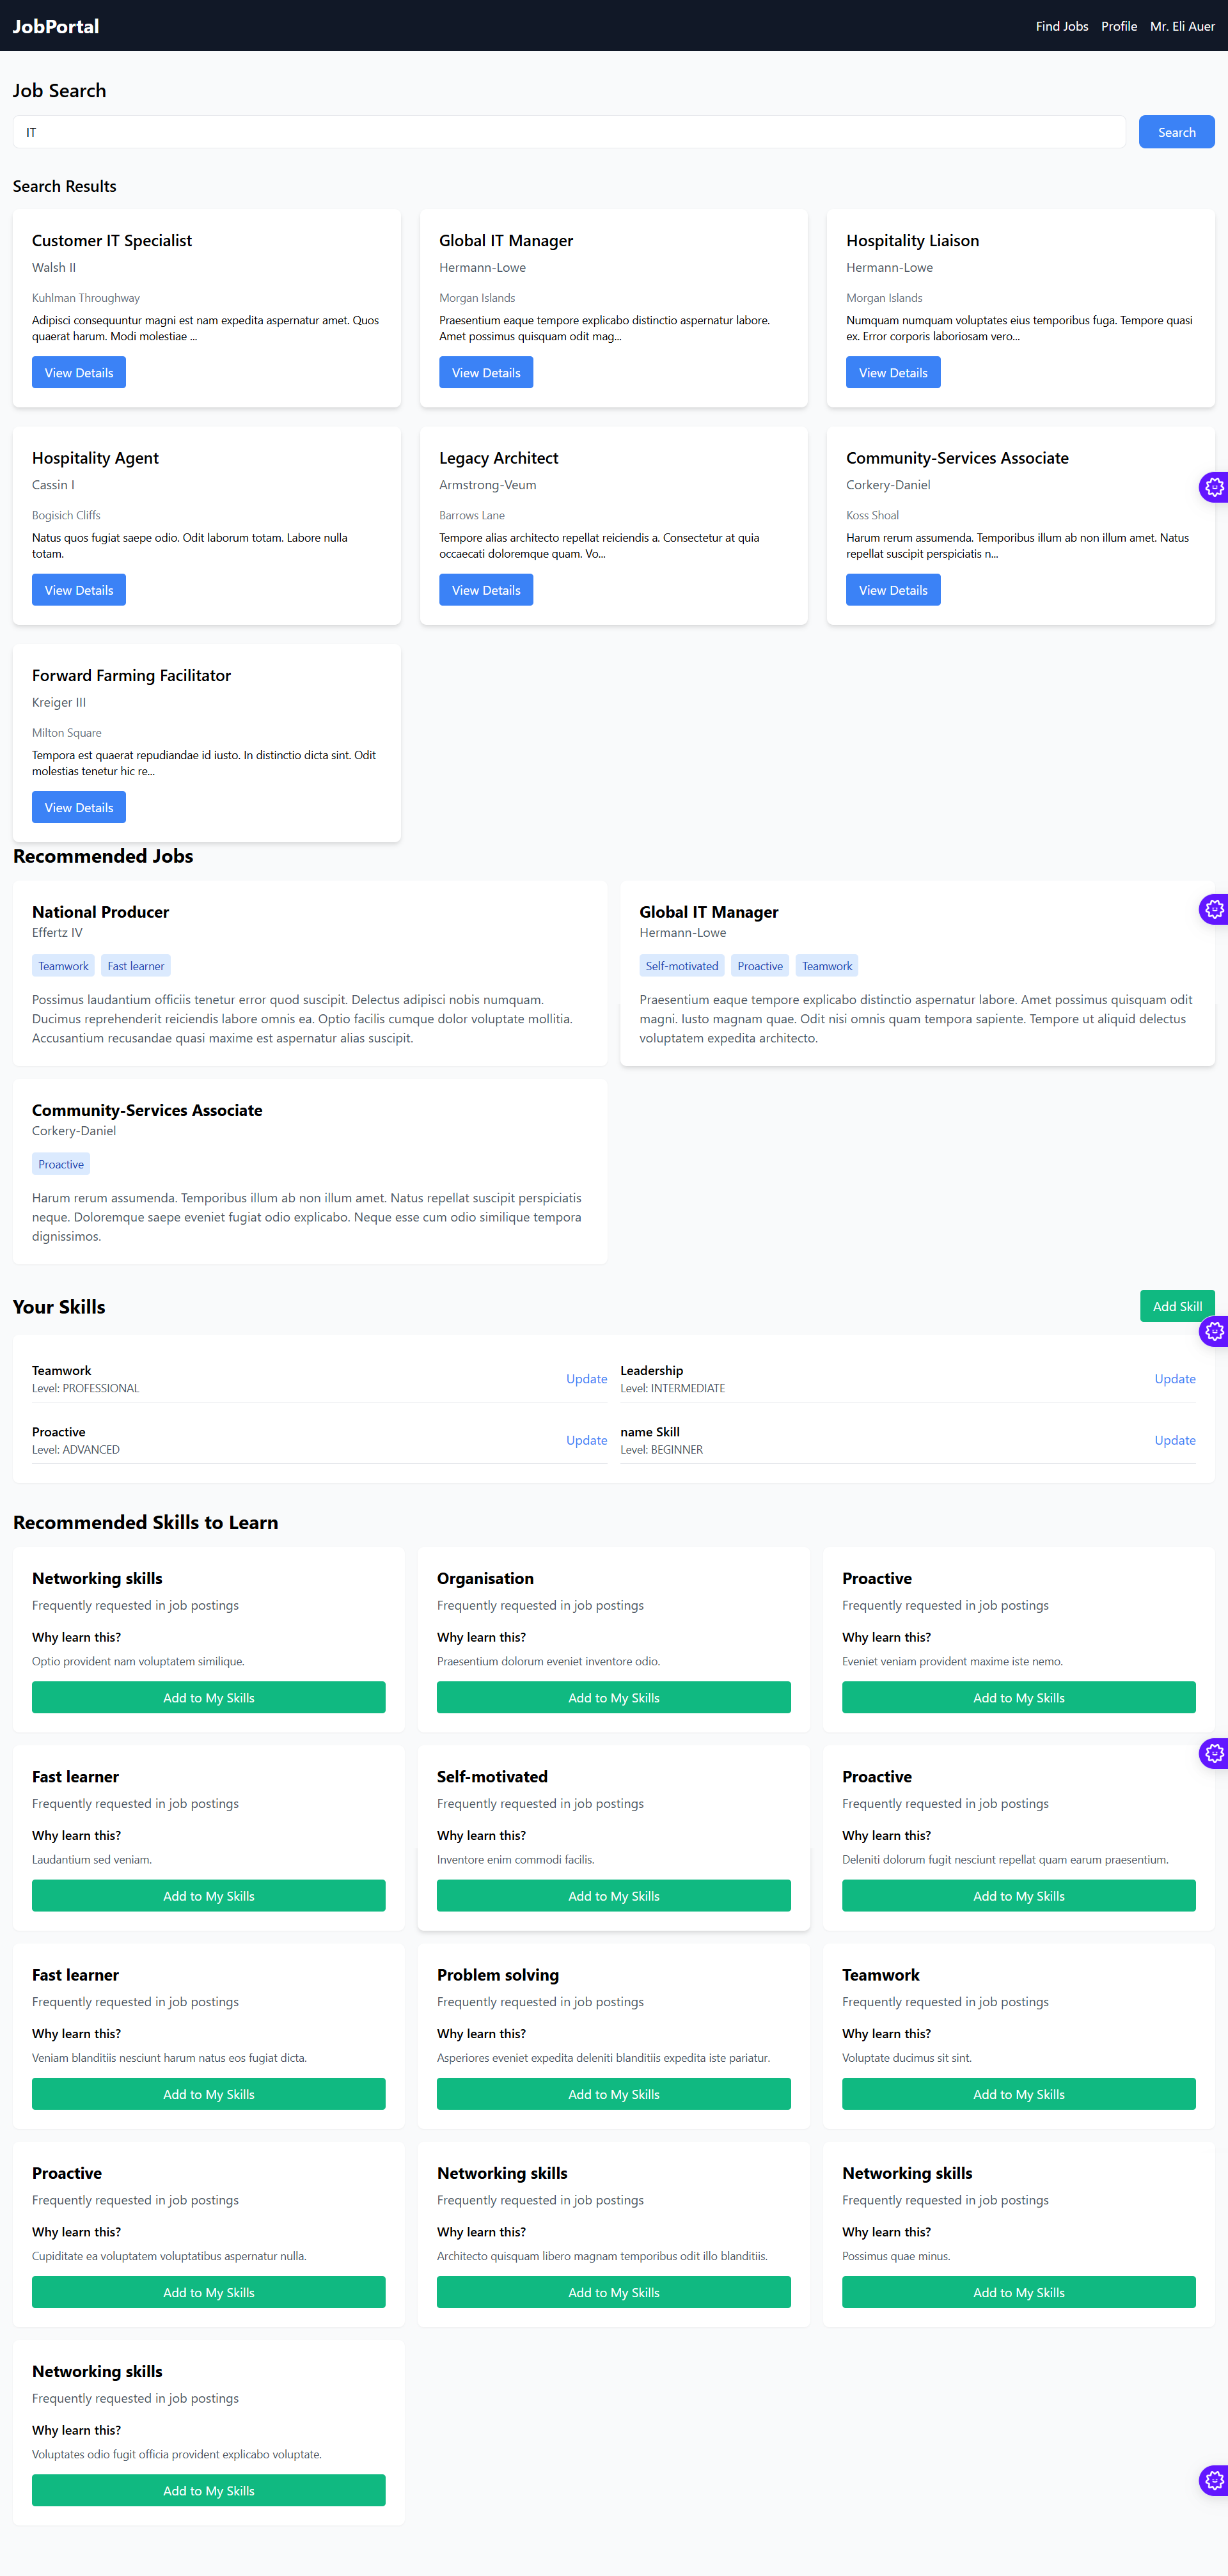 JobPortal
Find Jobs Profile Mr. Eli Auer
Job Search
IT
Search
Search Results
Customer IT Specialist
Walsh II
Kuhlman Throughway
Adipisci consequuntur magni est nam expedita aspernatur amet. Quos
quaerat harum. Modi molestiae ...
View Details
Global IT Manager
Hermann-Lowe
Morgan Islands
Praesentium eaque tempore explicabo distinctio aspernatur labore.
Amet possimus quisquam odit mag...
View Details
Hospitality Liaison
Hermann-Lowe
Morgan Islands
Numquam numquam voluptates eius temporibus fuga. Tempore quasi
ex. Error corporis laboriosam vero...
View Details
Hospitality Agent
Cassin I
Bogisich Cliffs
Natus quos fugiat saepe odio. Odit laborum totam. Labore nulla
totam.
View Details
Legacy Architect
Armstrong-Veum
Barrows Lane
Tempore alias architecto repellat reiciendis a. Consectetur at quia
occaecati doloremque quam. Vo...
View Details
Community-Services Associate
Corkery-Daniel
Koss Shoal
Harum rerum assumenda. Temporibus illum ab non illum amet. Natus
repellat suscipit perspiciatis n...
View Details
Forward Farming Facilitator
Kreiger III
Milton Square
Tempora est quaerat repudiandae id iusto. In distinctio dicta sint. Odit
molestias tenetur hic re...
View Details
Recommended Jobs
National Producer
Effertz IV
Teamwork Fast learner
Possimus laudantium officiis tenetur error quod suscipit. Delectus adipisci nobis numquam.
Ducimus reprehenderit reiciendis labore omnis ea. Optio facilis cumque dolor voluptate mollitia.
Accusantium recusandae quasi maxime est aspernatur alias suscipit.
Global IT Manager
Hermann-Lowe
Self-motivated Proactive Teamwork
Praesentium eaque tempore explicabo distinctio aspernatur labore. Amet possimus quisquam odit
magni. Iusto magnam quae. Odit nisi omnis quam tempora sapiente. Tempore ut aliquid delectus
voluptatem expedita architecto.
Community-Services Associate
Corkery-Daniel
Proactive
Harum rerum assumenda. Temporibus illum ab non illum amet. Natus repellat suscipit perspiciatis
neque. Doloremque saepe eveniet fugiat odio explicabo. Neque esse cum odio similique tempora
dignissimos.
Your Skills
Add Skill
Teamwork
Level: PROFESSIONAL
Update
Leadership
Level: INTERMEDIATE
Update
Proactive
Level: ADVANCED
Update
name Skill
Level: BEGINNER
Update
Recommended Skills to Learn
Networking skills
Frequently requested in job postings
Why learn this?
Optio provident nam voluptatem similique.
Add to My Skills
Organisation
Frequently requested in job postings
Why learn this?
Praesentium dolorum eveniet inventore odio.
Add to My Skills
Proactive
Frequently requested in job postings
Why learn this?
Eveniet veniam provident maxime iste nemo.
Add to My Skills
Fast learner
Frequently requested in job postings
Why learn this?
Laudantium sed veniam.
Add to My Skills
Self-motivated
Frequently requested in job postings
Why learn this?
Inventore enim commodi facilis.
Add to My Skills
Proactive
Frequently requested in job postings
Why learn this?
Deleniti dolorum fugit nesciunt repellat quam earum praesentium.
Add to My Skills
Fast learner
Frequently requested in job postings
Why learn this?
Veniam blanditiis nesciunt harum natus eos fugiat dicta.
Add to My Skills
Problem solving
Frequently requested in job postings
Why learn this?
Asperiores eveniet expedita deleniti blanditiis expedita iste pariatur.
Add to My Skills
Teamwork
Frequently requested in job postings
Why learn this?
Voluptate ducimus sit sint.
Add to My Skills
Proactive
Frequently requested in job postings
Why learn this?
Cupiditate ea voluptatem voluptatibus aspernatur nulla.
Add to My Skills
Networking skills
Frequently requested in job postings
Why learn this?
Architecto quisquam libero magnam temporibus odit illo blanditiis.
Add to My Skills
Networking skills
Frequently requested in job postings
Why learn this?
Possimus quae minus.
Add to My Skills
Networking skills
Frequently requested in job postings
Why learn this?
Voluptates odio fugit officia provident explicabo voluptate.
Add to My Skills